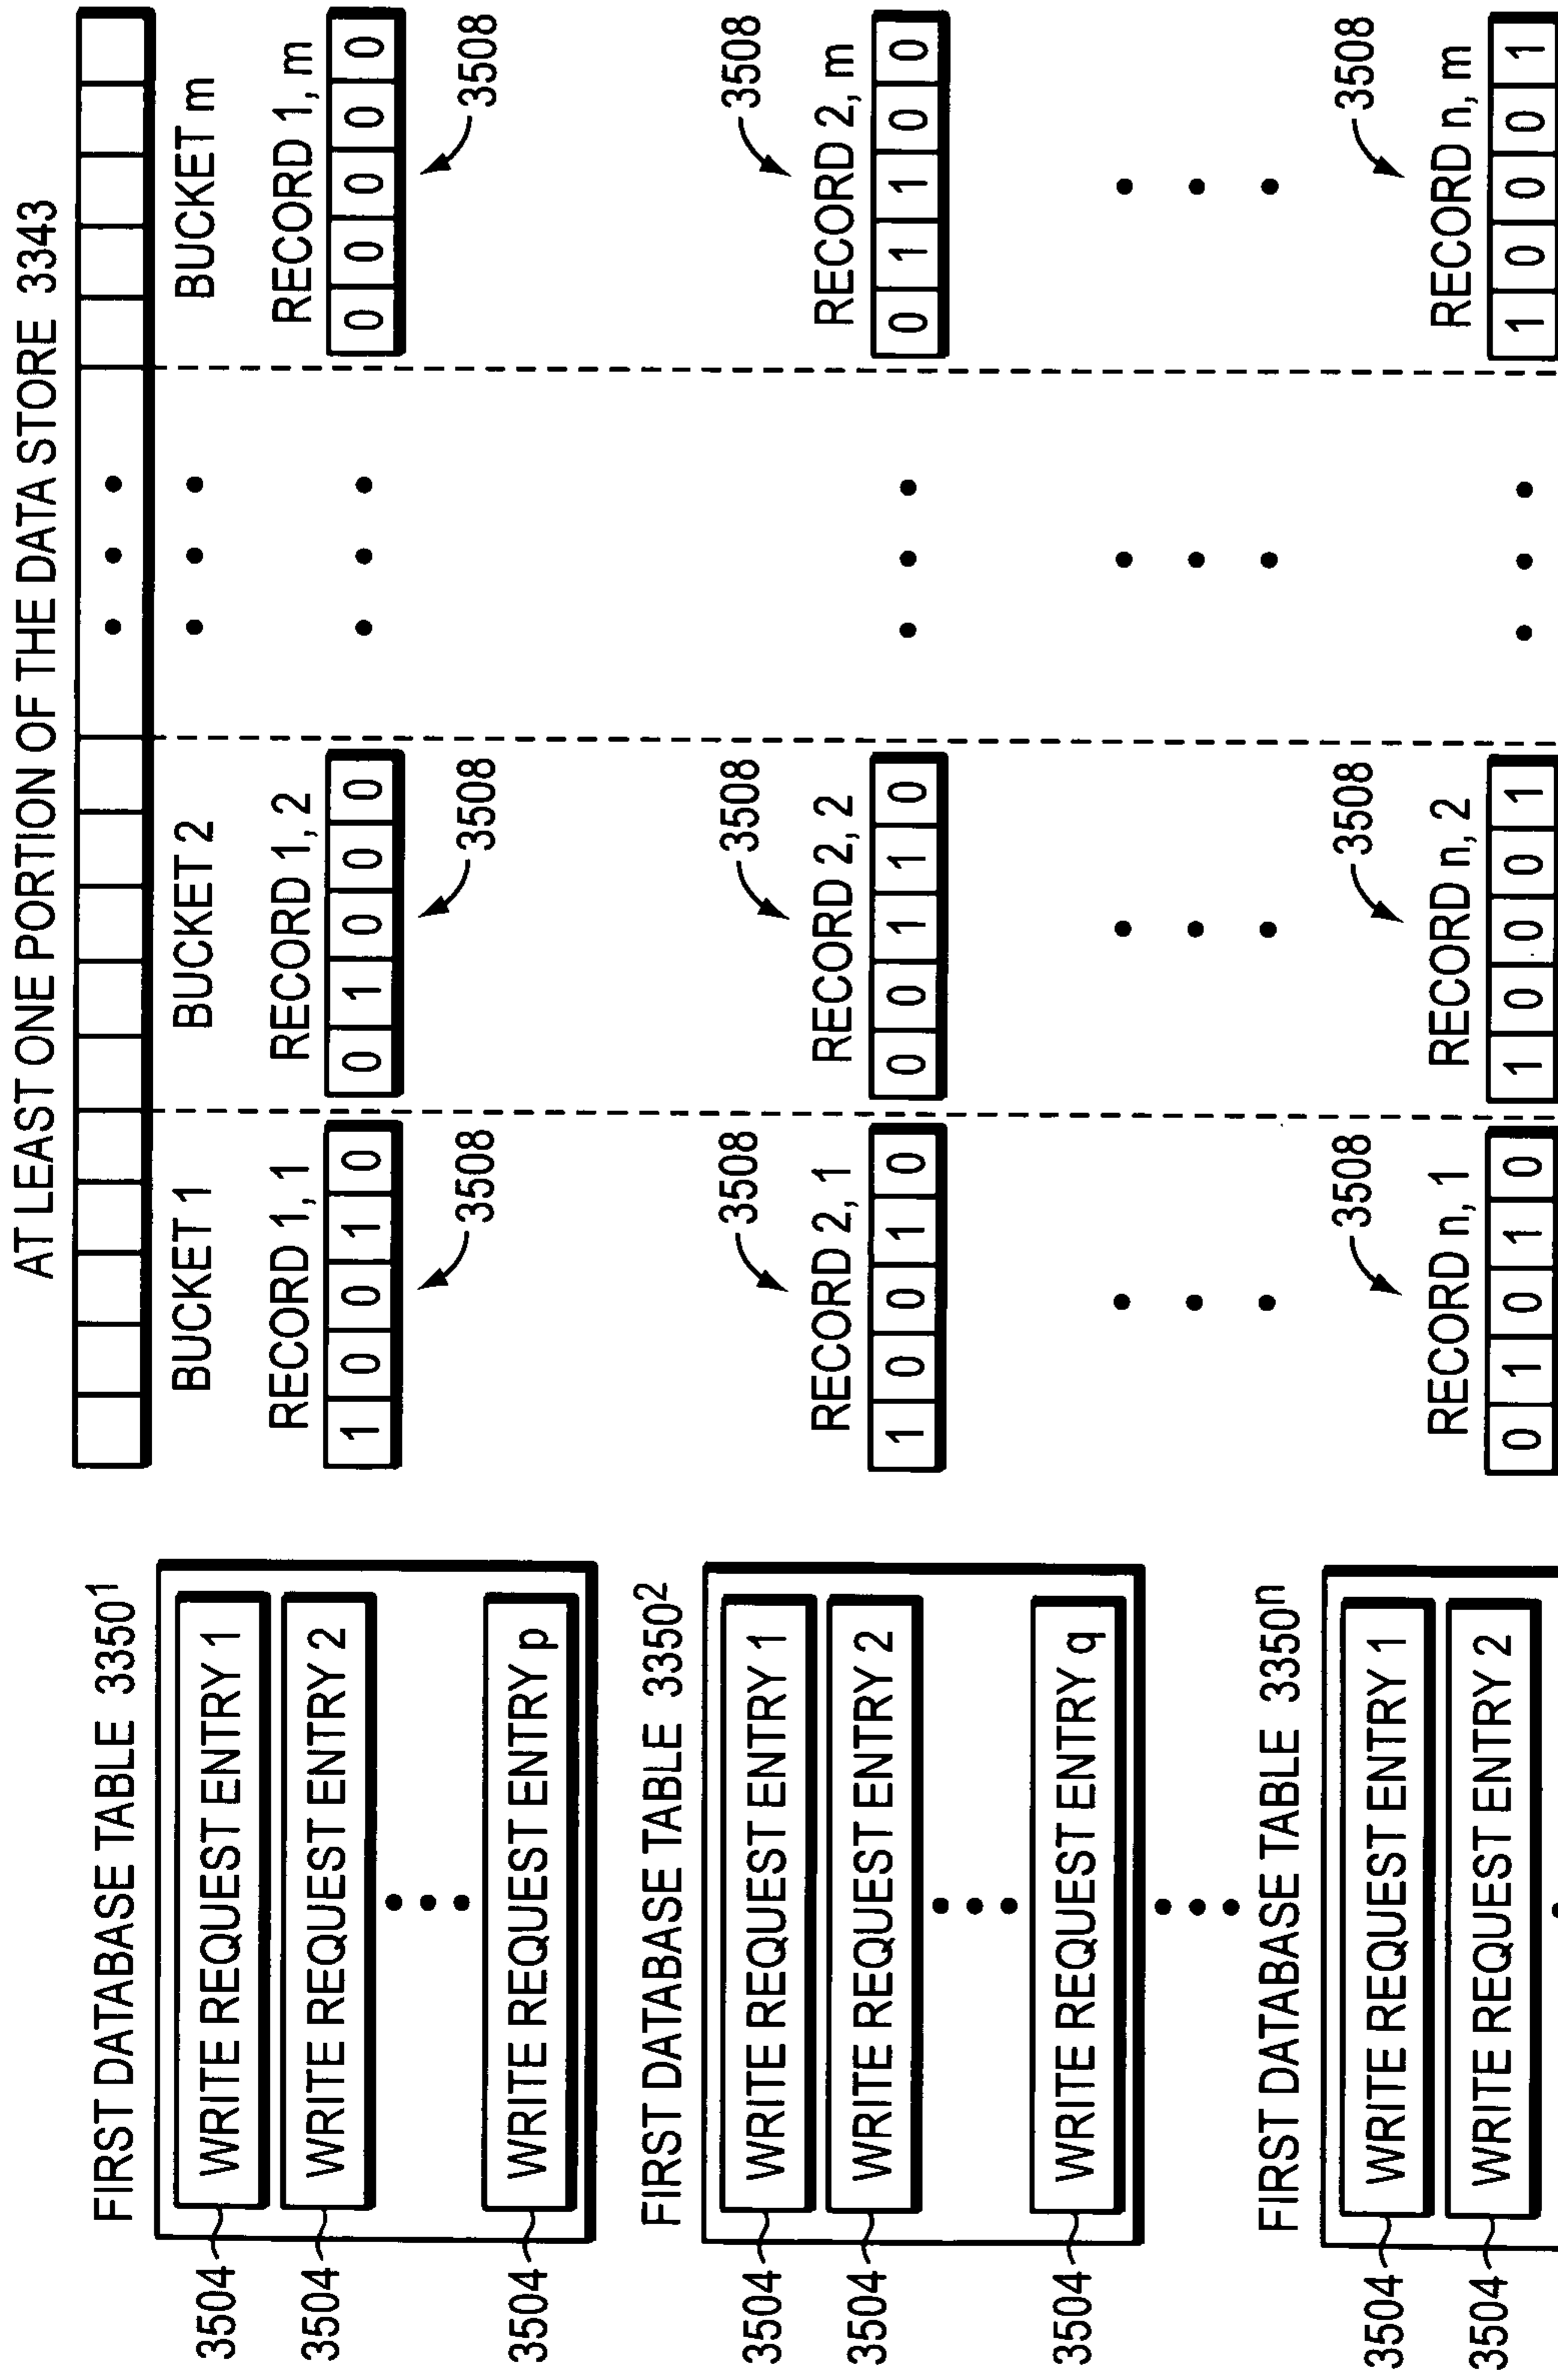 AT LEAST ONE PORTION OF THE DATA STORE 3343
BUCKET 1 BUCKET 2 BUCKET m
FIRST DATABASE TABLE 3350¹
3504 WRITE REQUEST ENTRY 1
3504 WRITE REQUEST ENTRY 2
3504 WRITE REQUEST ENTRY p
RECORD 1, 1 RECORD 1, 2 RECORD 1, m
1 0 0 1 0 0 1 0 0 0 0 0 0 0 0
3508 3508 3508
FIRST DATABASE TABLE 3350²
3504 WRITE REQUEST ENTRY 1
3504 WRITE REQUEST ENTRY 2
3504 WRITE REQUEST ENTRY q
3508 3508 3508
RECORD 2, 1 RECORD 2, 2 RECORD 2, m
1 0 0 1 0 0 0 1 1 0 0 1 1 0 0
FIRST DATABASE TABLE 3350ⁿ
3504 WRITE REQUEST ENTRY 1
3504 WRITE REQUEST ENTRY 2
3508 3508 3508
RECORD n, 1 RECORD n, 2 RECORD n, m
0 1 0 1 0 1 0 0 0 1 1 0 0 0 1